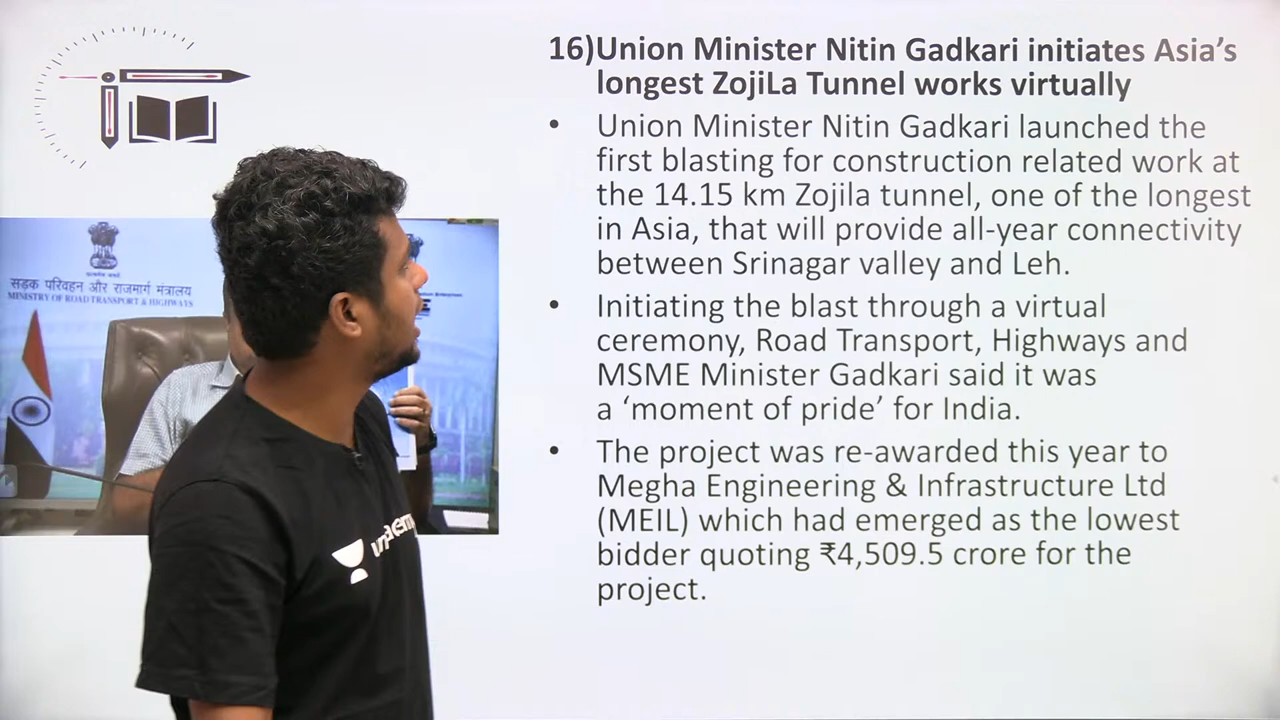 16)Union Minister Nitin Gadkari initiates Asia’s
longest ZojiLa Tunnel works virtually
• Union Minister Nitin Gadkari launched the
first blasting for construction related work at
the 14.15 km Zojila tunnel, one of the longest
in Asia, that will provide all-year connectivity
between Srinagar valley and Leh.
• Initiating the blast through a virtual
ceremony, Road Transport, Highways and
MSME Minister Gadkari said it was
a ‘moment of pride’ for India.
• The project was re-awarded this year to
Megha Engineering & Infrastructure Ltd
(MEIL) which had emerged as the lowest
bidder quoting ₹4,509.5 crore for the
project.
सड़क परिवहन और राजमार्ग मंत्रालय
MINISTRY OF ROAD TRANSPORT & HIGHWAYS